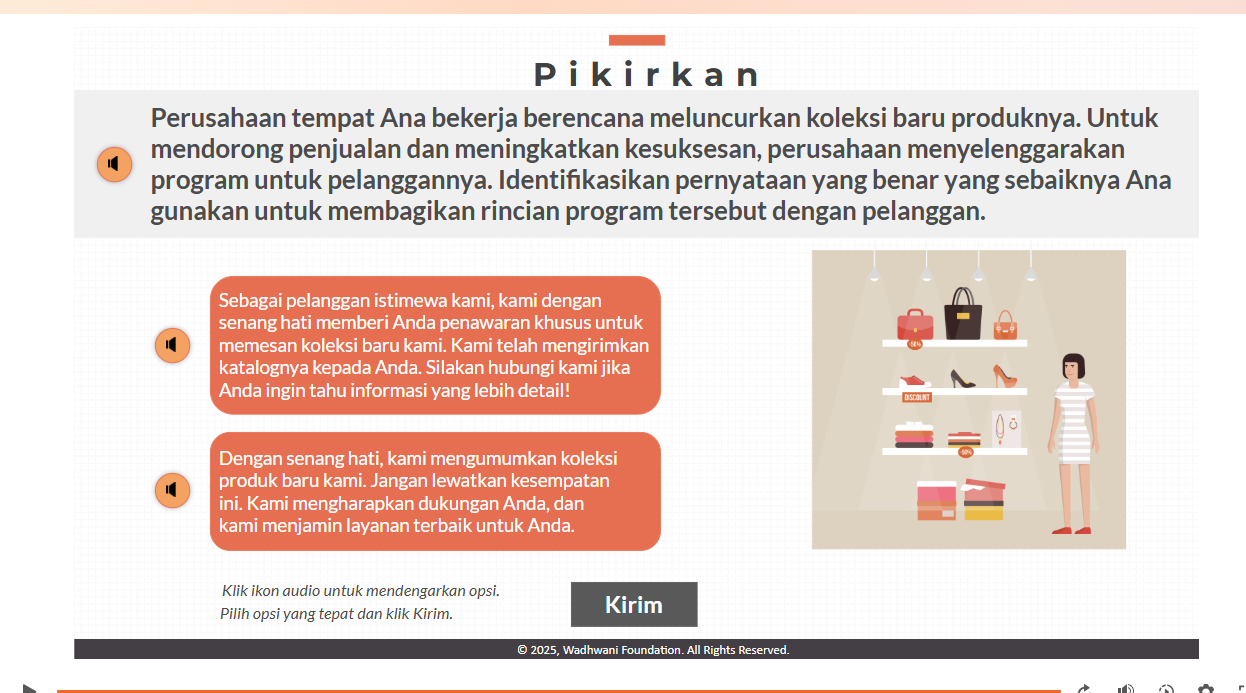 Pikirkan
Perusahaan tempat Ana bekerja berencana meluncurkan koleksi baru produknya. Untuk
mendorong penjualan dan meningkatkan kesuksesan, perusahaan menyelenggarakan
program untuk pelanggannya. Identifikasikan pernyataan yang benar yang sebaiknya Ana
gunakan untuk membagikan rincian program tersebut dengan pelanggan.
Sebagai pelanggan istimewa kami, kami dengan
senang hati memberi Anda penawaran khusus untuk
memesan koleksi baru kami. Kami telah mengirimkan
katalognya kepada Anda. Silakan hubungi kami jika
Anda ingin tahu informasi yang lebih detail!
Dengan senang hati, kami mengumumkan koleksi
produk baru kami. Jangan lewatkan kesempatan
ini. Kami mengharapkan dukungan Anda, dan
kami menjamin layanan terbaik untuk Anda.
DISCOUNT
Klik ikon audio untuk mendengarkan opsi.
Pilih opsi yang tepat dan klik Kirim.
Kirim
© 2025, Wadhwani Foundation. All Rights Reserved.